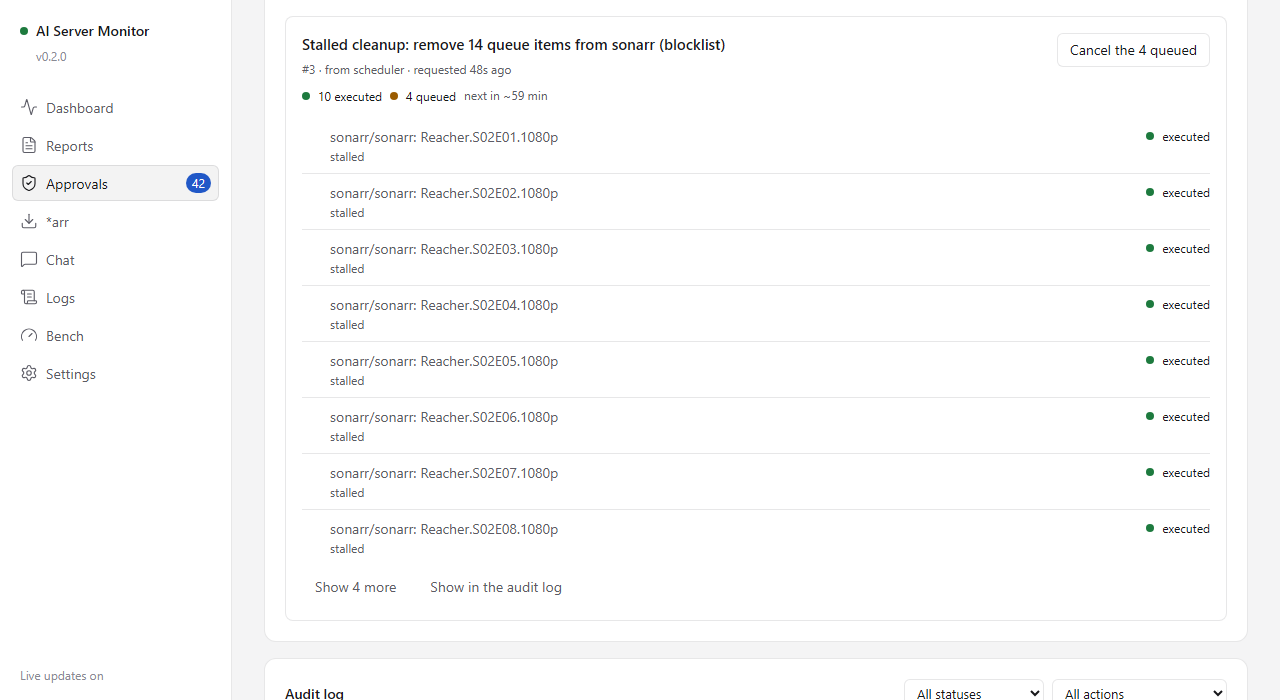 AI Server Monitor
v0.2.0
Dashboard
Reports
Approvals 42
*arr
Chat
Logs
Bench
Settings
Live updates on
Stalled cleanup: remove 14 queue items from sonarr (blocklist)
Cancel the 4 queued
#3 · from scheduler · requested 48s ago
10 executed 4 queued next in ~59 min
sonarr/sonarr: Reacher.S02E01.1080p executed
stalled
sonarr/sonarr: Reacher.S02E02.1080p executed
stalled
sonarr/sonarr: Reacher.S02E03.1080p executed
stalled
sonarr/sonarr: Reacher.S02E04.1080p executed
stalled
sonarr/sonarr: Reacher.S02E05.1080p executed
stalled
sonarr/sonarr: Reacher.S02E06.1080p executed
stalled
sonarr/sonarr: Reacher.S02E07.1080p executed
stalled
sonarr/sonarr: Reacher.S02E08.1080p executed
stalled
Show 4 more Show in the audit log
Audit log All statuses All actions